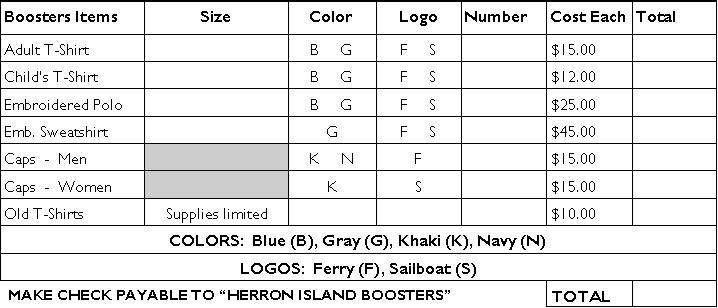 Boosters Items Size Color Logo Number Cost Each Total
Adult T-Shirt B G F S $15.00
Child's T-Shirt B G F S $12.00
Embroidered Polo B G F S $25.00
Emb. Sweatshirt G F S $45.00
Caps - Men K N F $15.00
Caps - Women K S $15.00
Old T-Shirts Supplies limited $10.00
COLORS: Blue (B), Gray (G), Khaki (K), Navy (N)
LOGOS: Ferry (F), Sailboat (S)
MAKE CHECK PAYABLE TO “HERRON ISLAND BOOSTERS” TOTAL